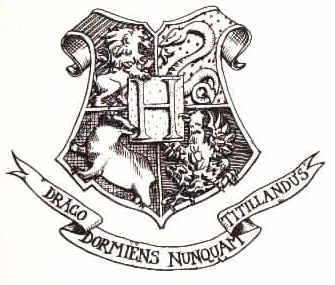 H
DRACO
DORMIENS NUNQUAM
TITILLANDUS